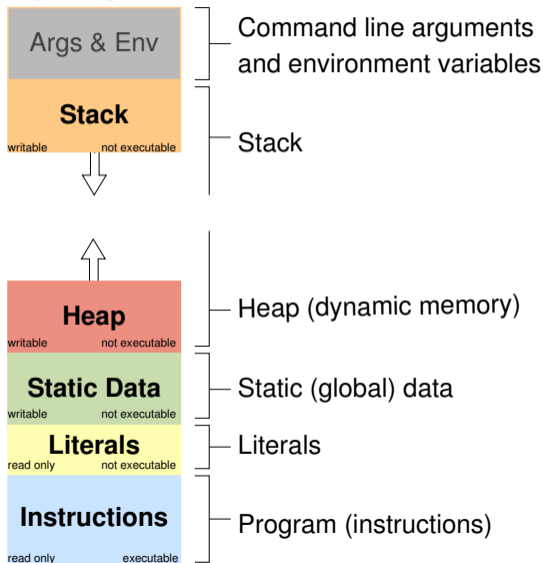 Args & Env
Command line arguments
and environment variables
Stack
writable not executable
Stack
Heap
writable not executable
Heap (dynamic memory)
Static Data
writable not executable
Static (global) data
Literals
read only not executable
Literals
Instructions
read only executable
Program (instructions)